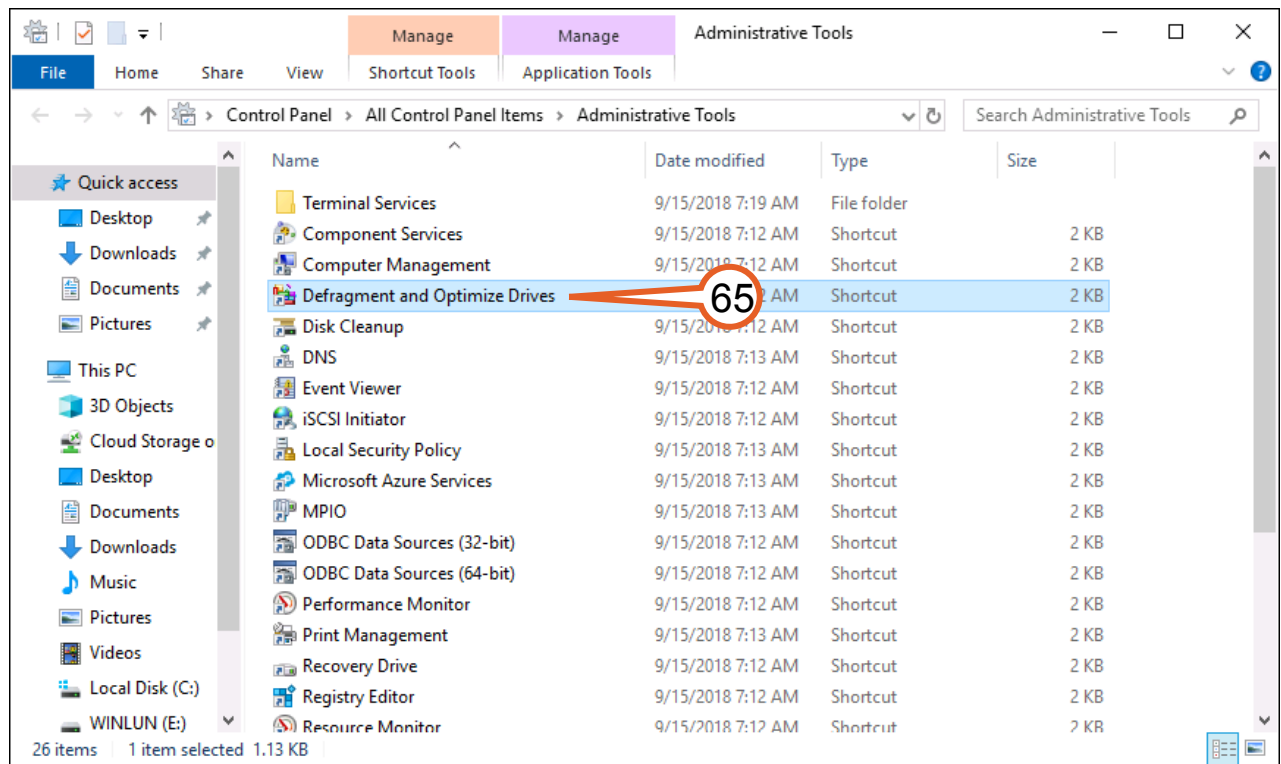 Manage Manage Administrative Tools
File Home Share View Shortcut Tools Application Tools
Control Panel > All Control Panel Items > Administrative Tools Search Administrative Tools
Name Date modified Type Size
Quick access
Desktop
Downloads
Documents
Pictures
This PC
3D Objects
Cloud Storage o
Desktop
Documents
Downloads
Music
Pictures
Videos
Local Disk (C:)
WINLUN (E:)
Terminal Services 9/15/2018 7:19 AM File folder
Component Services 9/15/2018 7:12 AM Shortcut 2 KB
Computer Management 9/15/2018 7:12 AM Shortcut 2 KB
Defragment and Optimize Drives 65 2 AM Shortcut 2 KB
Disk Cleanup 9/15/2018 7:12 AM Shortcut 2 KB
DNS 9/15/2018 7:13 AM Shortcut 2 KB
Event Viewer 9/15/2018 7:12 AM Shortcut 2 KB
iSCSI Initiator 9/15/2018 7:12 AM Shortcut 2 KB
Local Security Policy 9/15/2018 7:13 AM Shortcut 2 KB
Microsoft Azure Services 9/15/2018 7:13 AM Shortcut 2 KB
MPIO 9/15/2018 7:13 AM Shortcut 2 KB
ODBC Data Sources (32-bit) 9/15/2018 7:12 AM Shortcut 2 KB
ODBC Data Sources (64-bit) 9/15/2018 7:12 AM Shortcut 2 KB
Performance Monitor 9/15/2018 7:12 AM Shortcut 2 KB
Print Management 9/15/2018 7:13 AM Shortcut 2 KB
Recovery Drive 9/15/2018 7:12 AM Shortcut 2 KB
Registry Editor 9/15/2018 7:12 AM Shortcut 2 KB
Resource Monitor 9/15/2018 7:12 AM Shortcut 2 KB
26 items 1 item selected 1.13 KB